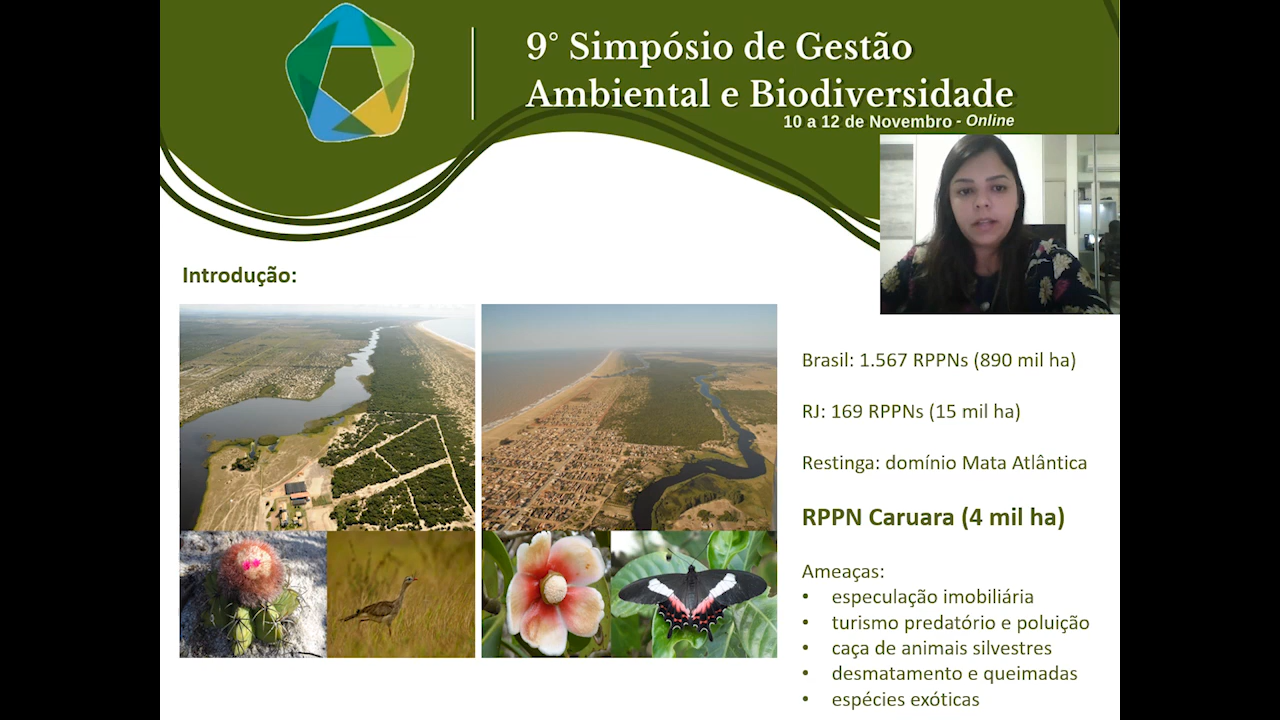 9° Simpósio de Gestão
Ambiental e Biodiversidade
10 a 12 de Novembro - Online
Introdução:
Brasil: 1.567 RPPNs (890 mil ha)
RJ: 169 RPPNs (15 mil ha)
Restinga: domínio Mata Atlântica
RPPN Caruara (4 mil ha)
Ameaças:
• especulação imobiliária
• turismo predatório e poluição
• caça de animais silvestres
• desmatamento e queimadas
• espécies exóticas